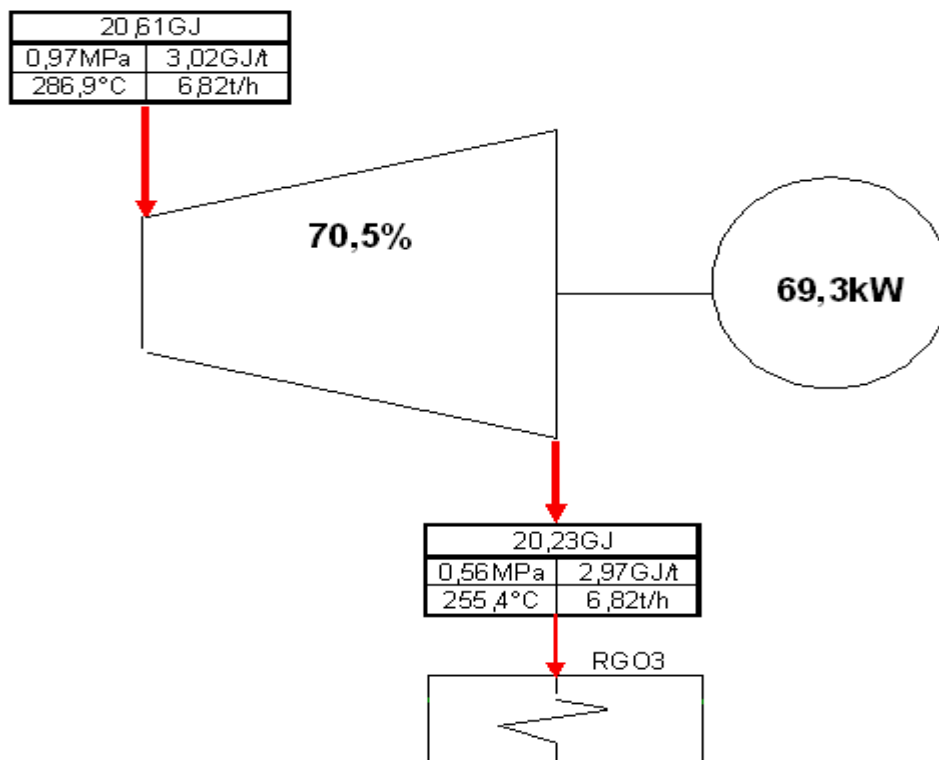 20,61GJ
0,97MPa 3,02GJ/t
286,9°C 6,82t/h
70,5%
69,3kW
20,23GJ
0,56MPa 2,97GJ/t
255,4°C 6,82t/h
RGO3